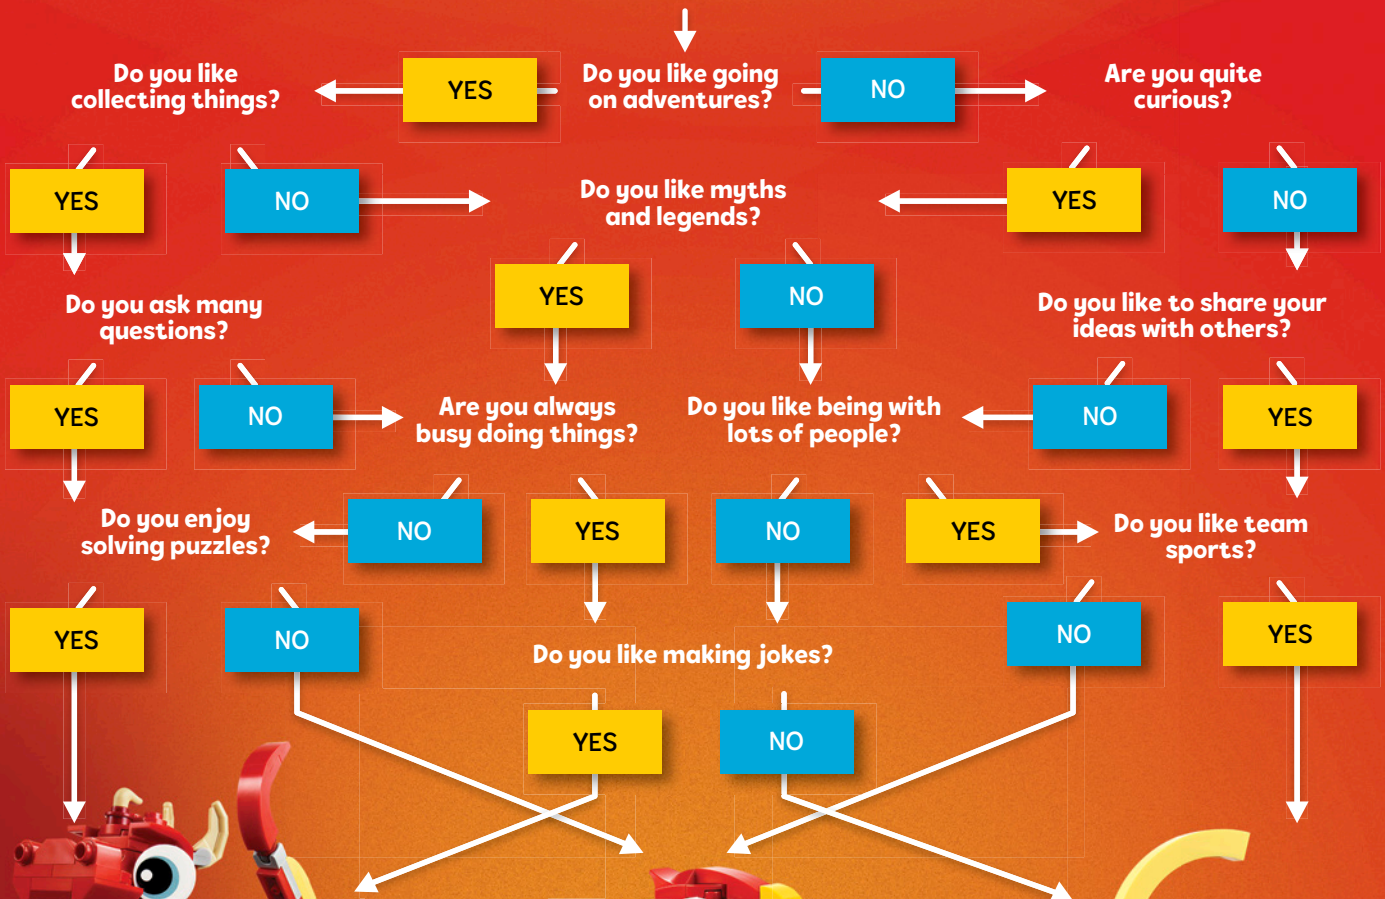 Do you like
collecting things?
YES
Do you like going
on adventures?
NO
Are you quite
curious?
YES
NO
Do you like myths
and legends?
YES
NO
YES
NO
Do you ask many
questions?
Do you like to share your
ideas with others?
YES
NO
Are you always
busy doing things?
Do you like being with
lots of people?
NO
YES
Do you enjoy
solving puzzles?
NO
YES
NO
YES
Do you like team
sports?
YES
NO
Do you like making jokes?
NO
YES
YES
NO